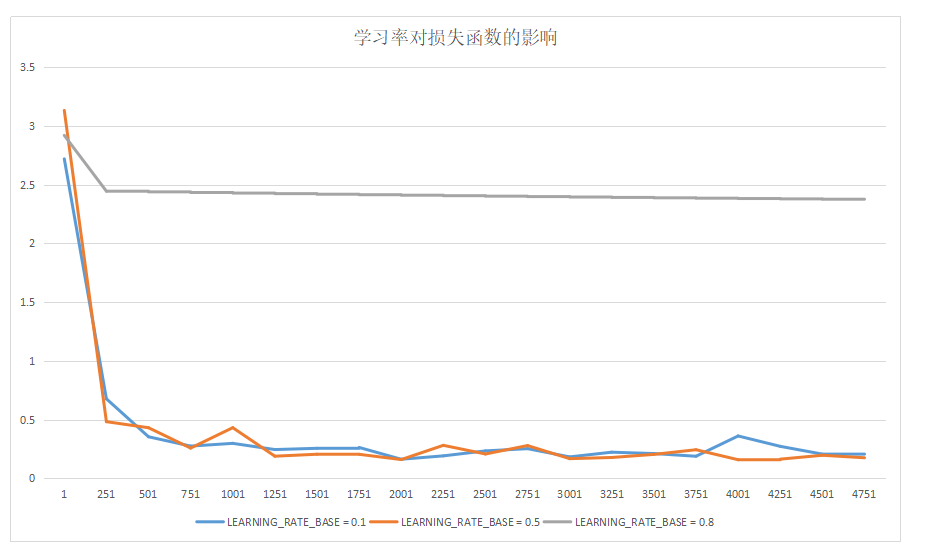 学习率对损失函数的影响
3.5
3
2.5
2
1.5
1
0.5
0
1 251 501 751 1001 1251 1501 1751 2001 2251 2501 2751 3001 3251 3501 3751 4001 4251 4501 4751
LEARNING_RATE_BASE = 0.1 LEARNING_RATE_BASE = 0.5 LEARNING_RATE_BASE = 0.8